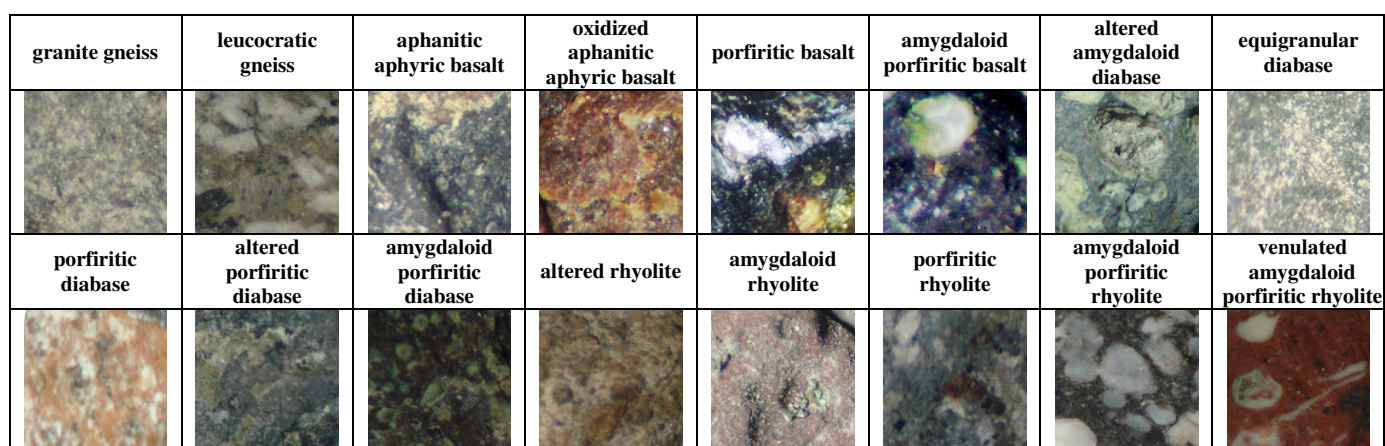 granite gneiss
leucocratic
gneiss
aphanitic
aphyric basalt
oxidized
aphanitic
aphyric basalt
porfiritic basalt
amygdaloid
porfiritic basalt
altered
amygdaloid
diabase
equigranular
diabase
porfiritic
diabase
altered
porfiritic
diabase
amygdaloid
porfiritic
diabase
altered rhyolite
amygdaloid
rhyolite
porfiritic
rhyolite
amygdaloid
porfiritic
rhyolite
venulated
amygdaloid
porfiritic rhyolite